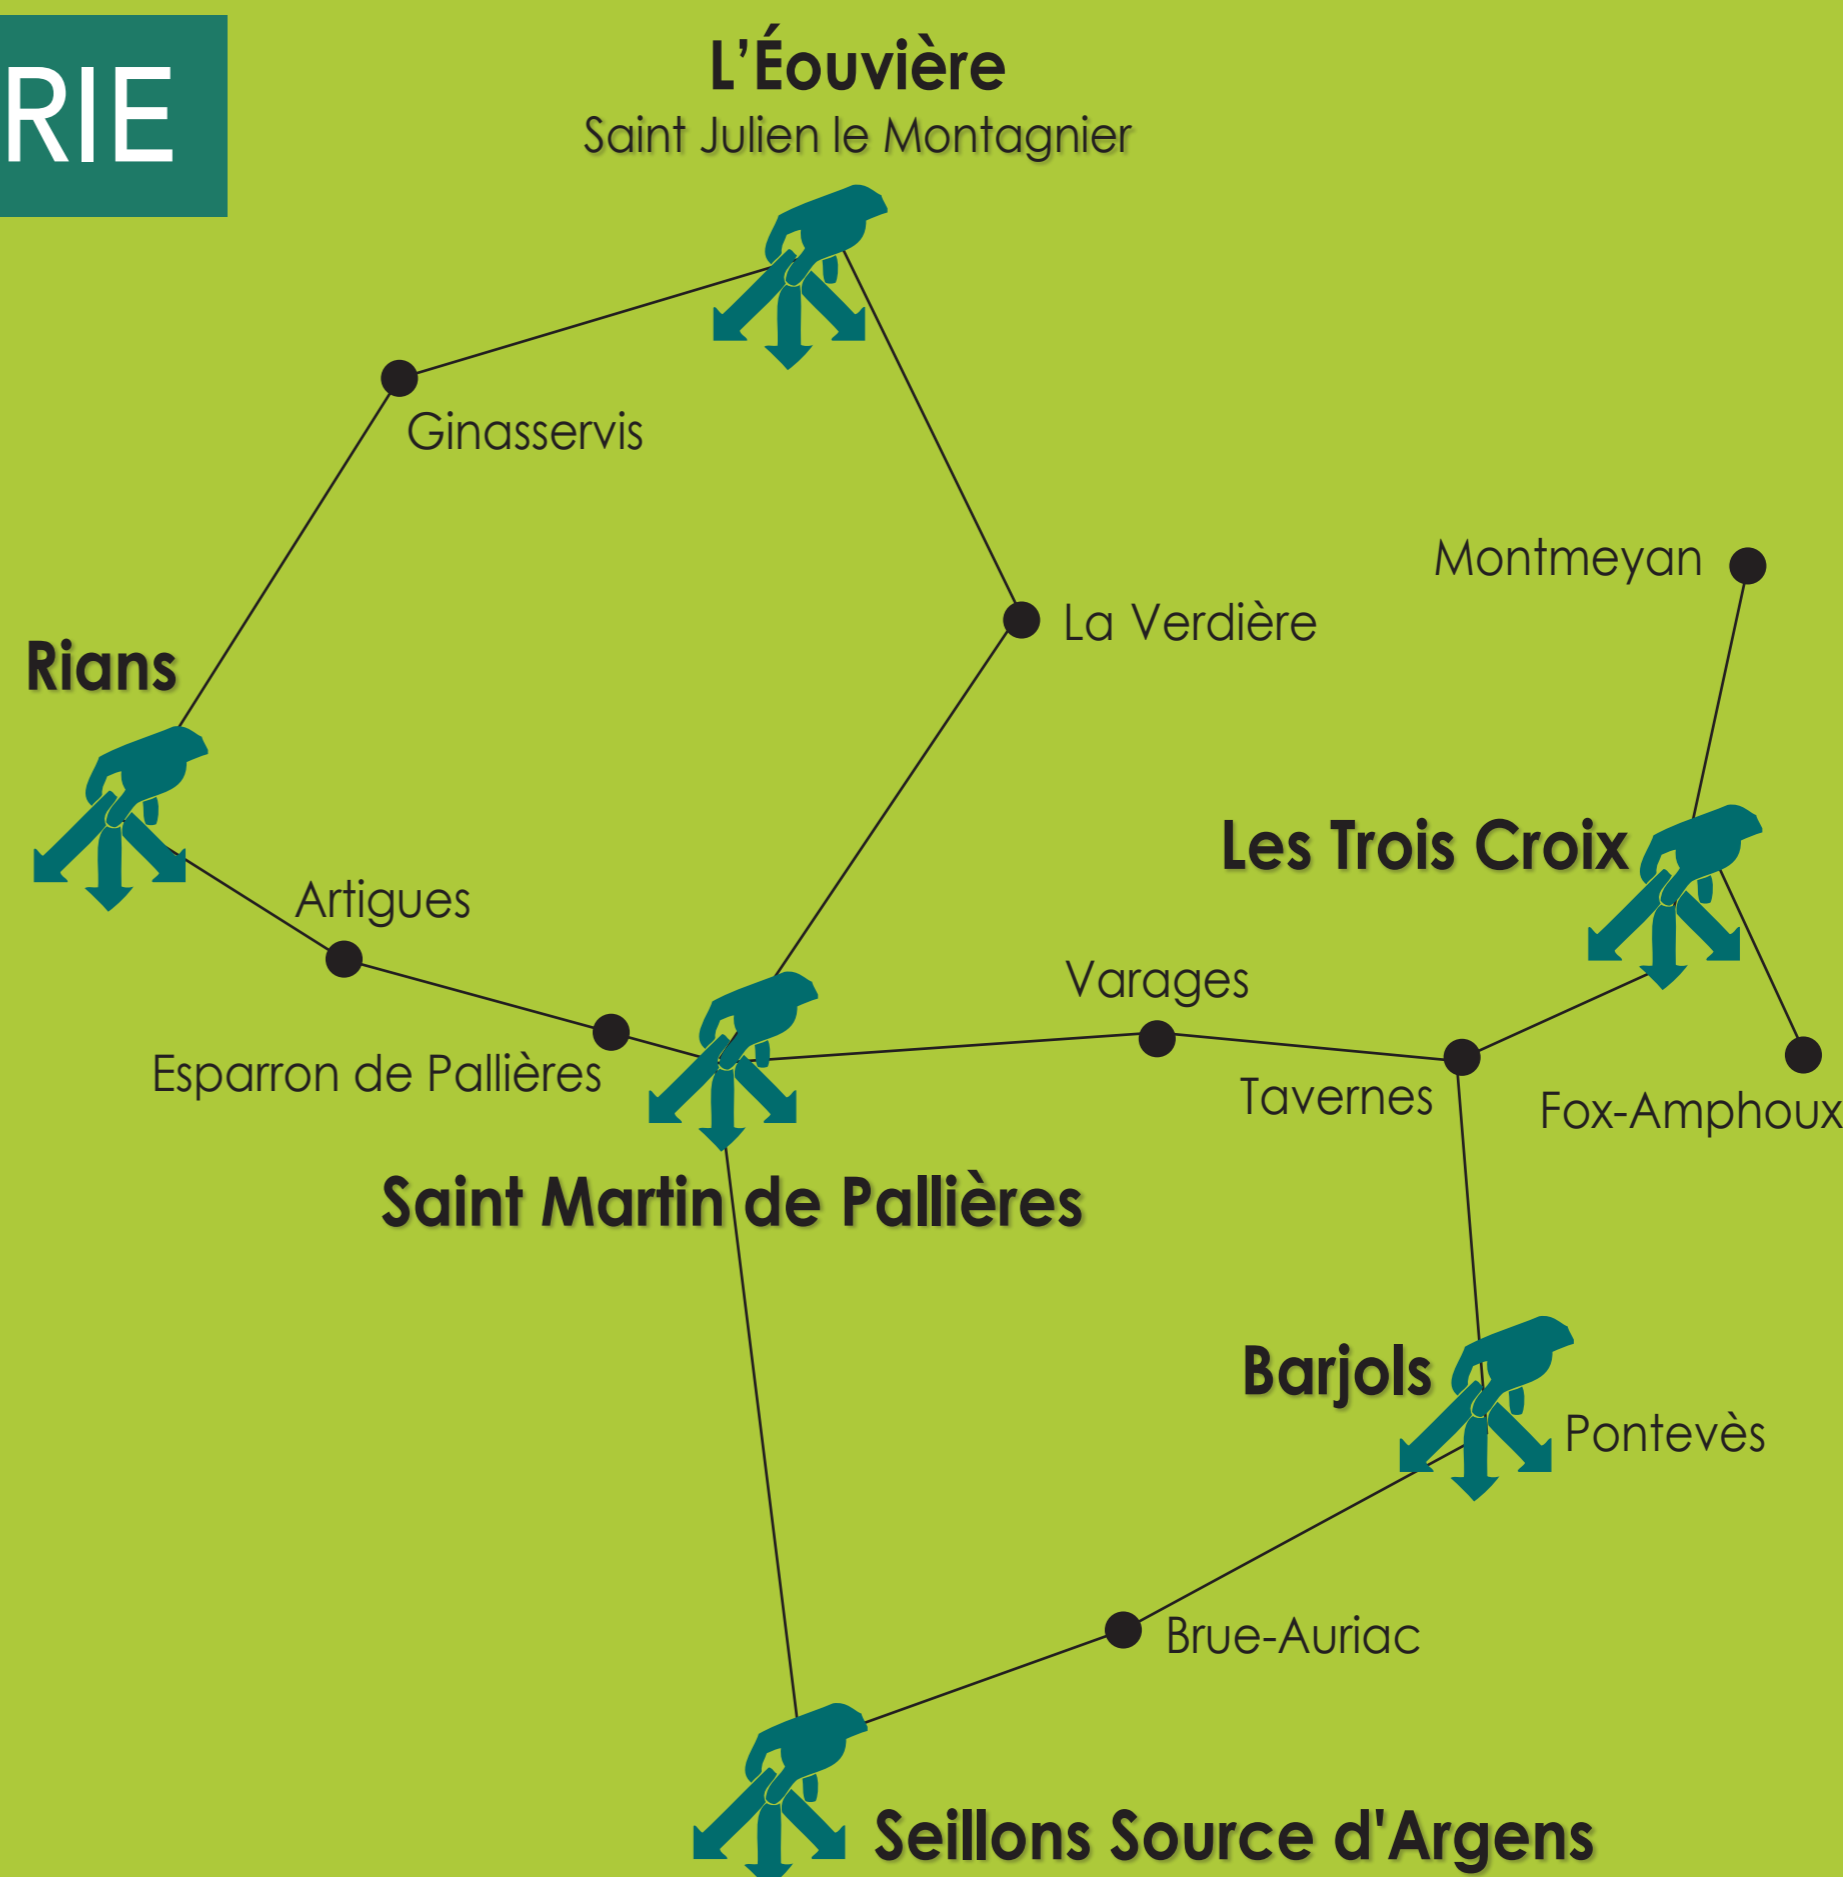 RIE
L'Éouvière
Saint Julien le Montagnier
Ginasservis
Montmeyan
La Verdière
Rians
Les Trois Croix
Artigues
Varages
Esparron de Pallières
Tavernes
Fox-Amphoux
Saint Martin de Pallières
Barjols
Pontevès
Brue-Auriac
Seillons Source d'Argens